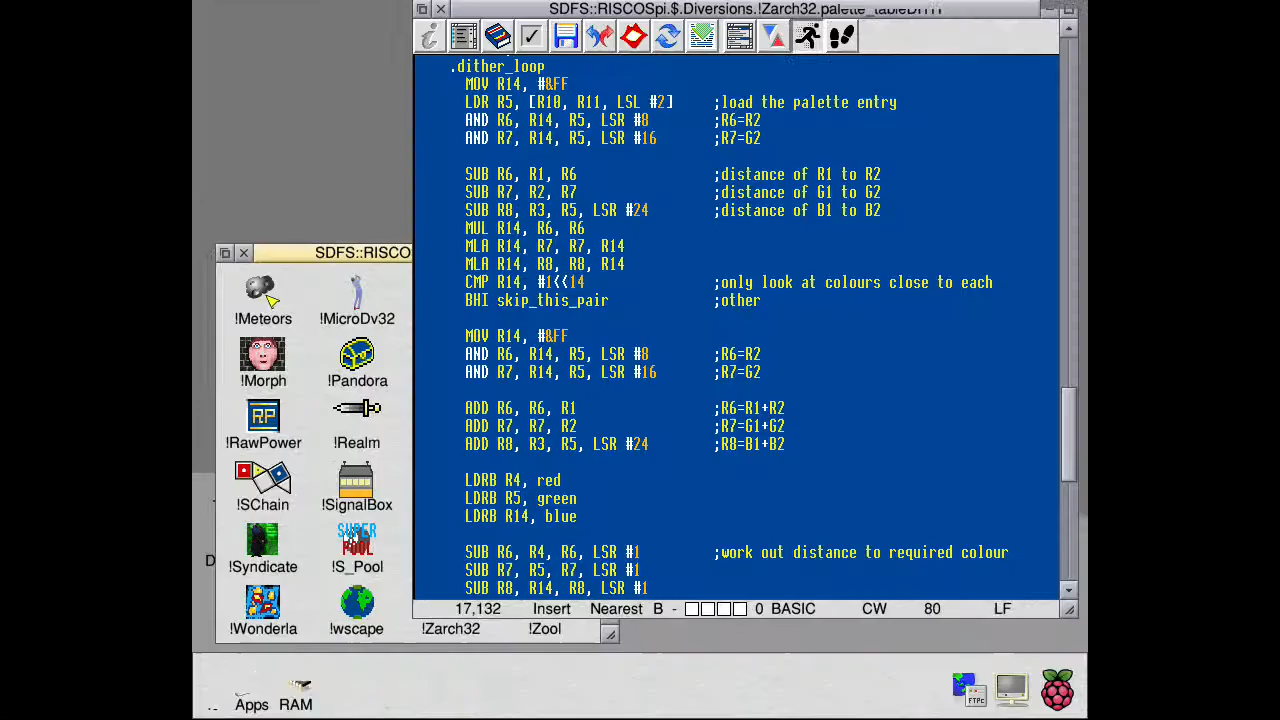 SDFS::RISCOSpi.$.Diversions.!Zarch32.palette_tableDITH
.dither_loop
MOV R14, #&FF
LDR R5, [R10, R11, LSL #2] ;load the palette entry
AND R6, R14, R5, LSR #8 ;R6=R2
AND R7, R14, R5, LSR #16 ;R7=G2
SUB R6, R1, R6 ;distance of R1 to R2
SUB R7, R2, R7 ;distance of G1 to G2
SUB R8, R3, R5, LSR #24 ;distance of B1 to B2
MUL R14, R6, R6
MLA R14, R7, R7, R14
MLA R14, R8, R8, R14
CMP R14, #1<<14 ;only look at colours close to each
BHI skip_this_pair ;other
MOV R14, #&FF
AND R6, R14, R5, LSR #8 ;R6=R2
AND R7, R14, R5, LSR #16 ;R7=G2
ADD R6, R6, R1 ;R6=R1+R2
ADD R7, R7, R2 ;R7=G1+G2
ADD R8, R3, R5, LSR #24 ;R8=B1+B2
LDRB R4, red
LDRB R5, green
LDRB R14, blue
SUB R6, R4, R6, LSR #1 ;work out distance to required colour
SUB R7, R5, R7, LSR #1
SUB R8, R14, R8, LSR #1
17,132 Insert Nearest B - 0 BASIC CW 80 LF
SDFS::RISCO
!Meteors !MicroDv32
!Morph !Pandora
RP
!RawPower !Realm
!SChain !SignalBox
SUPER
POOL
!Syndicate !S_Pool
!Wonderla !wscape !Zarch32 !Zool
D
Apps RAM
FTPc